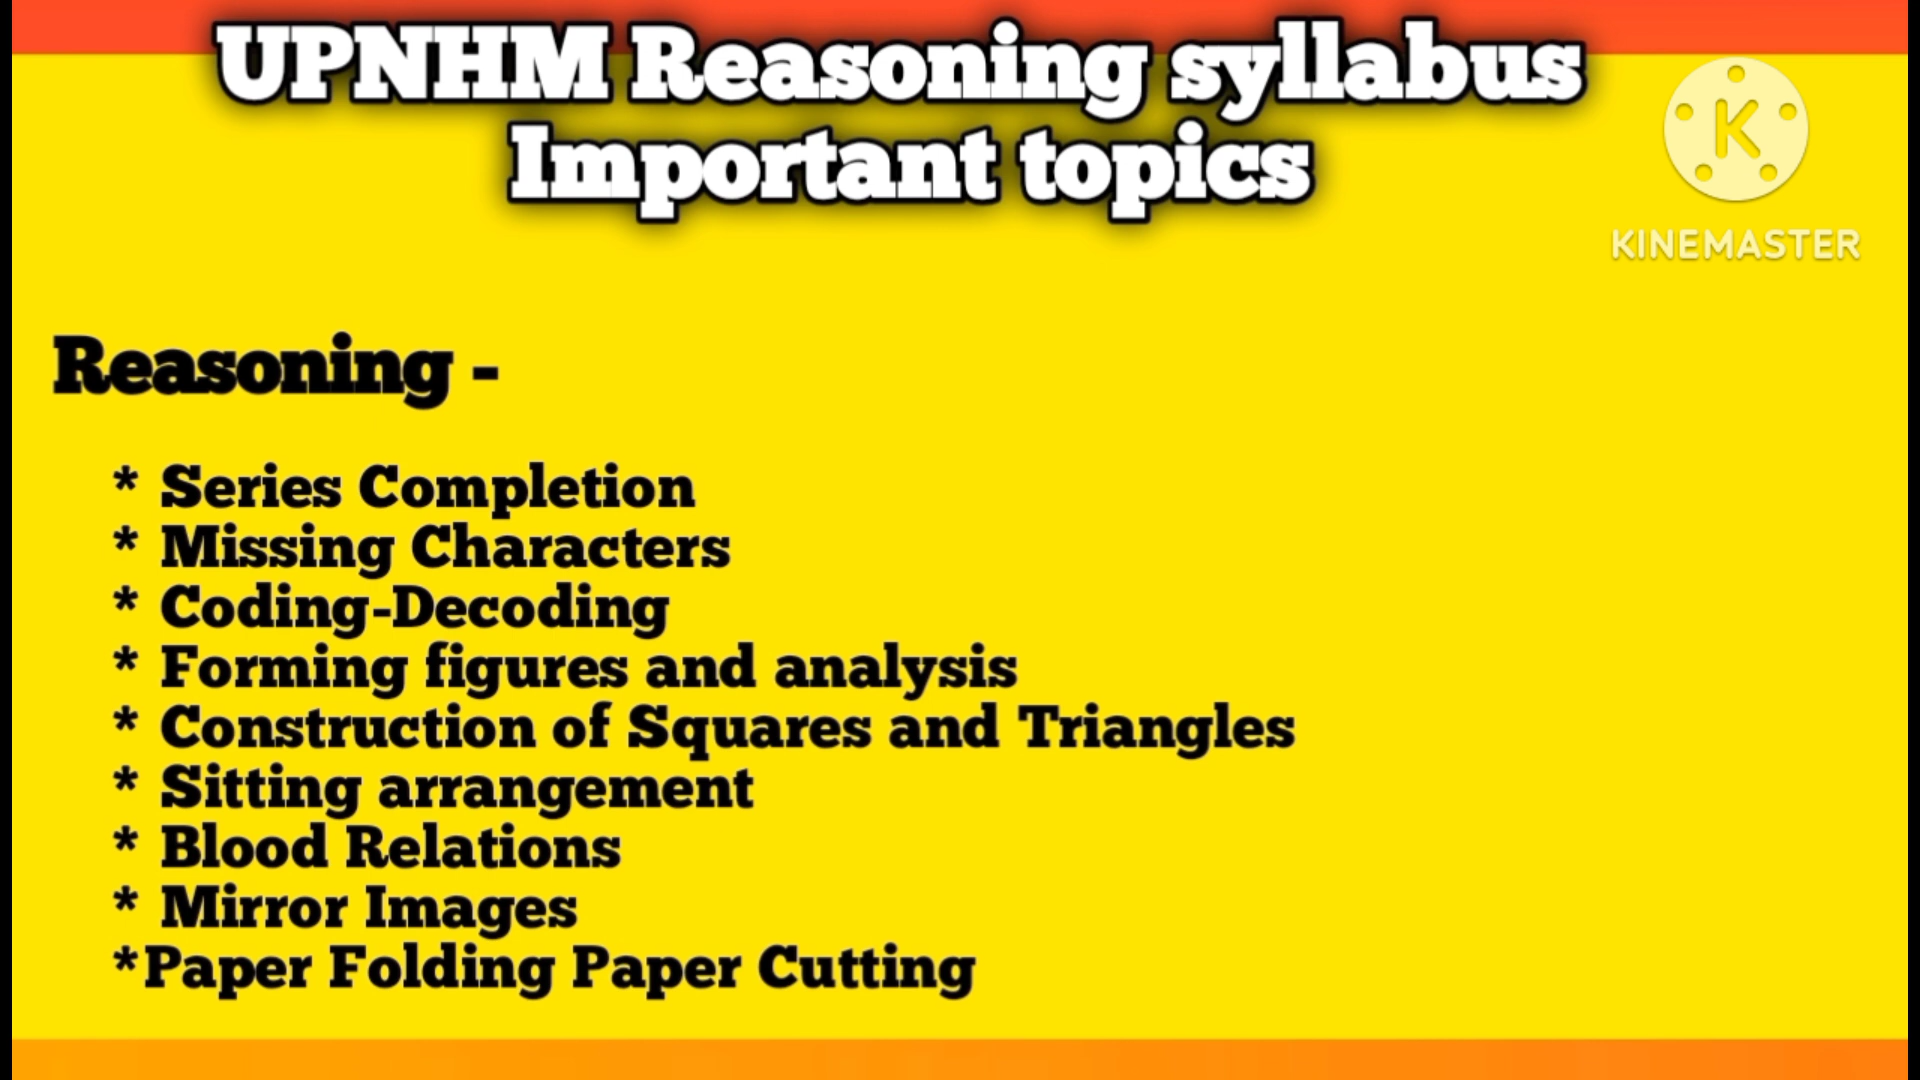 UPNHM Reasoning syllabus
Important topics
K
KINEMASTER
Reasoning -
* Series Completion
* Missing Characters
* Coding-Decoding
* Forming figures and analysis
* Construction of Squares and Triangles
* Sitting arrangement
* Blood Relations
* Mirror Images
*Paper Folding Paper Cutting